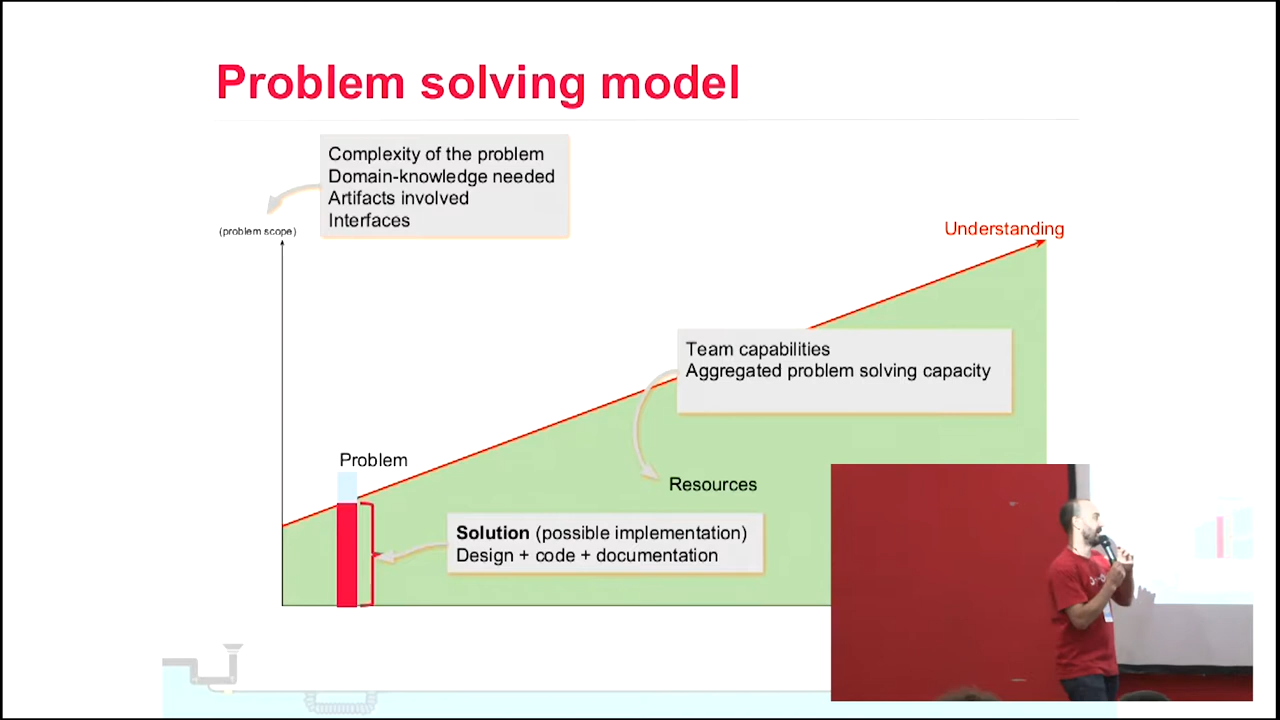 Problem solving model
Complexity of the problem
Domain-knowledge needed
Artifacts involved
Interfaces
(problem scope)
Understanding
Team capabilities
Aggregated problem solving capacity
Problem
Resources
Solution (possible implementation)
Design + code + documentation